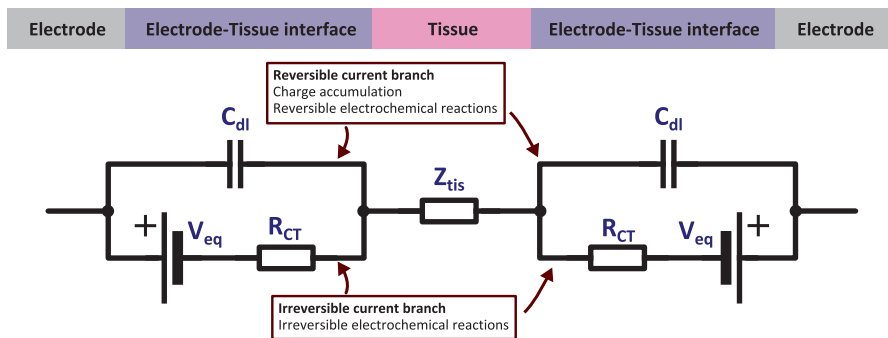 Electrode
Electrode-Tissue interface
Tissue
Electrode-Tissue interface
Electrode
Reversible current branch
Charge accumulation
Reversible electrochemical reactions
Cdl
Cdl
Ztis
+
Veq
RCT
RCT
Veq
+
Irreversible current branch
Irreversible electrochemical reactions